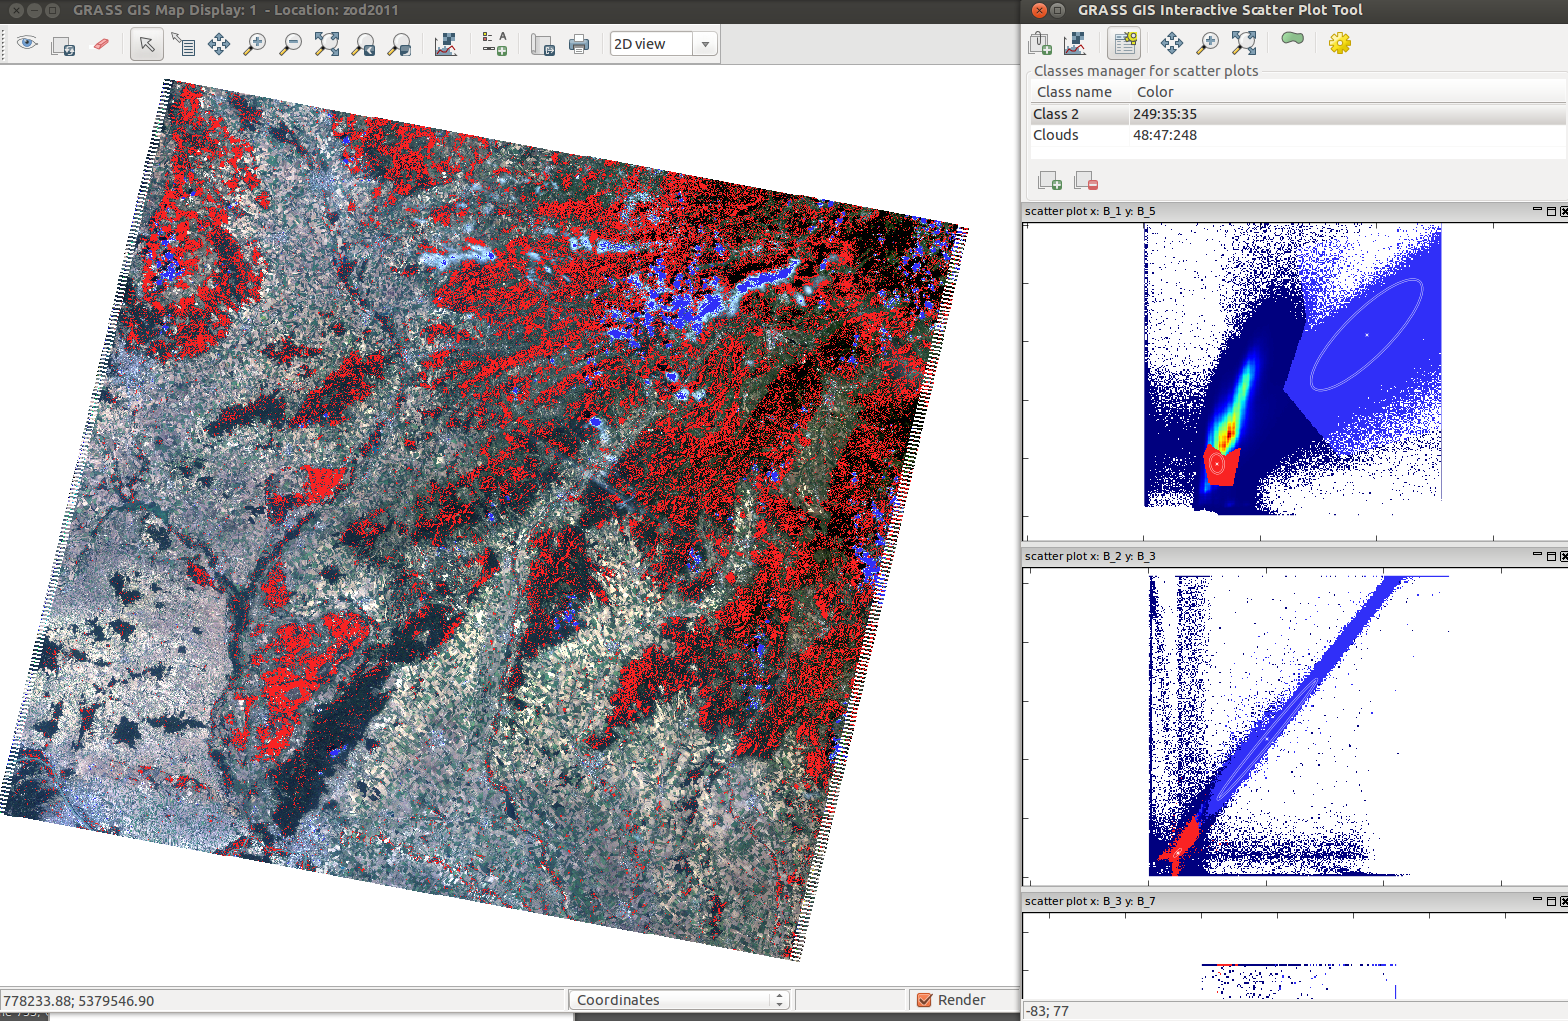 GRASS GIS Map Display: 1 - Location: zod2011
2D view
A
778233.88; 5379546.90
Coordinates
Render
GRASS GIS Interactive Scatter Plot Tool
Classes manager for scatter plots
Class name Color
Class 2 249:35:35
Clouds 48:47:248
scatter plot x: B_1 y: B_5
scatter plot x: B_2 y: B_3
scatter plot x: B_3 y: B_7
-83; 77